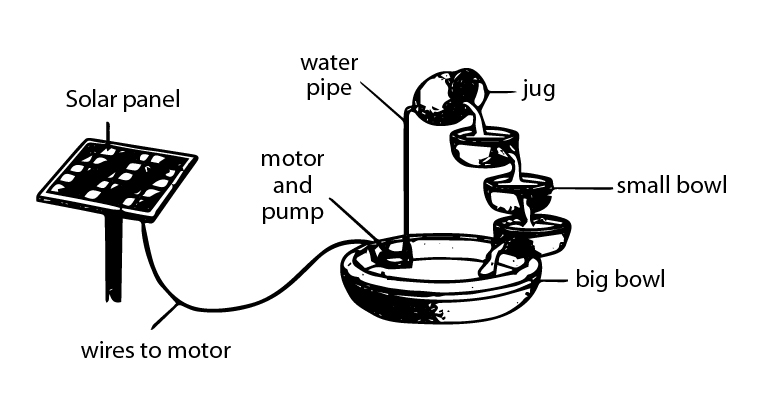 water
pipe
jug
Solar panel
motor
and
pump
small bowl
big bowl
wires to motor